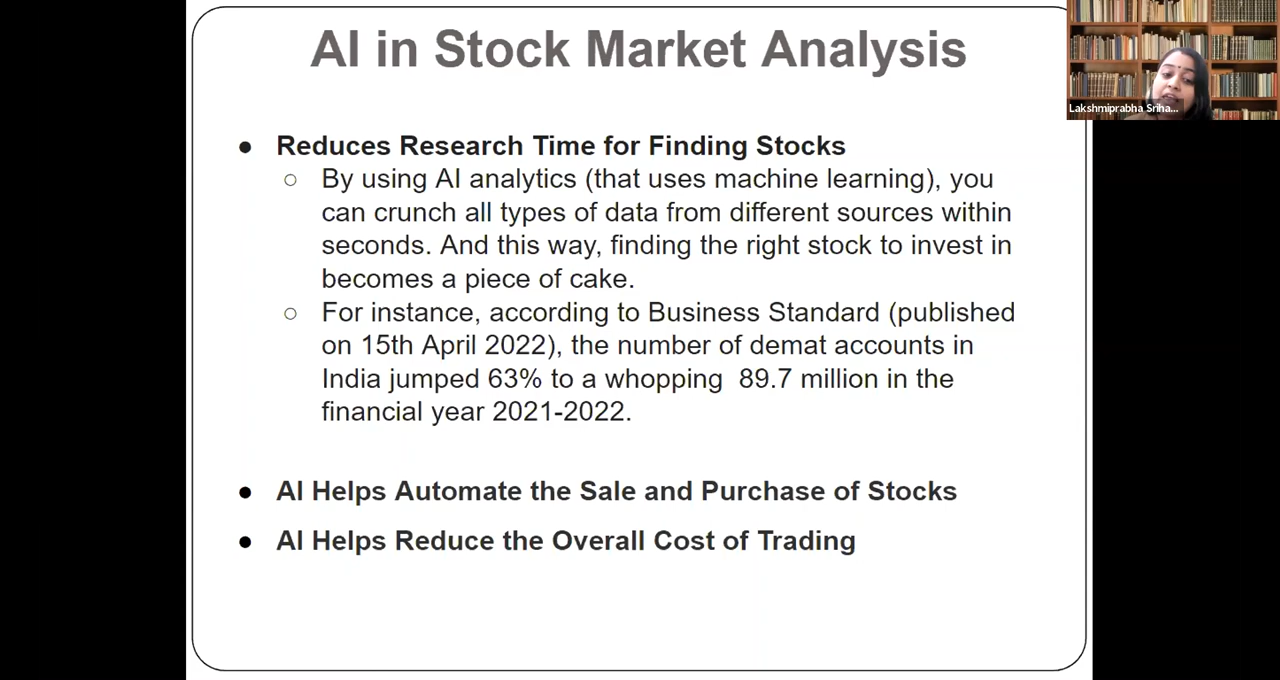 AI in Stock Market Analysis
Lakshmiprabha Sriha...
● Reduces Research Time for Finding Stocks
○ By using AI analytics (that uses machine learning), you
can crunch all types of data from different sources within
seconds. And this way, finding the right stock to invest in
becomes a piece of cake.
○ For instance, according to Business Standard (published
on 15th April 2022), the number of demat accounts in
India jumped 63% to a whopping  89.7 million in the
financial year 2021-2022.
● AI Helps Automate the Sale and Purchase of Stocks
● AI Helps Reduce the Overall Cost of Trading